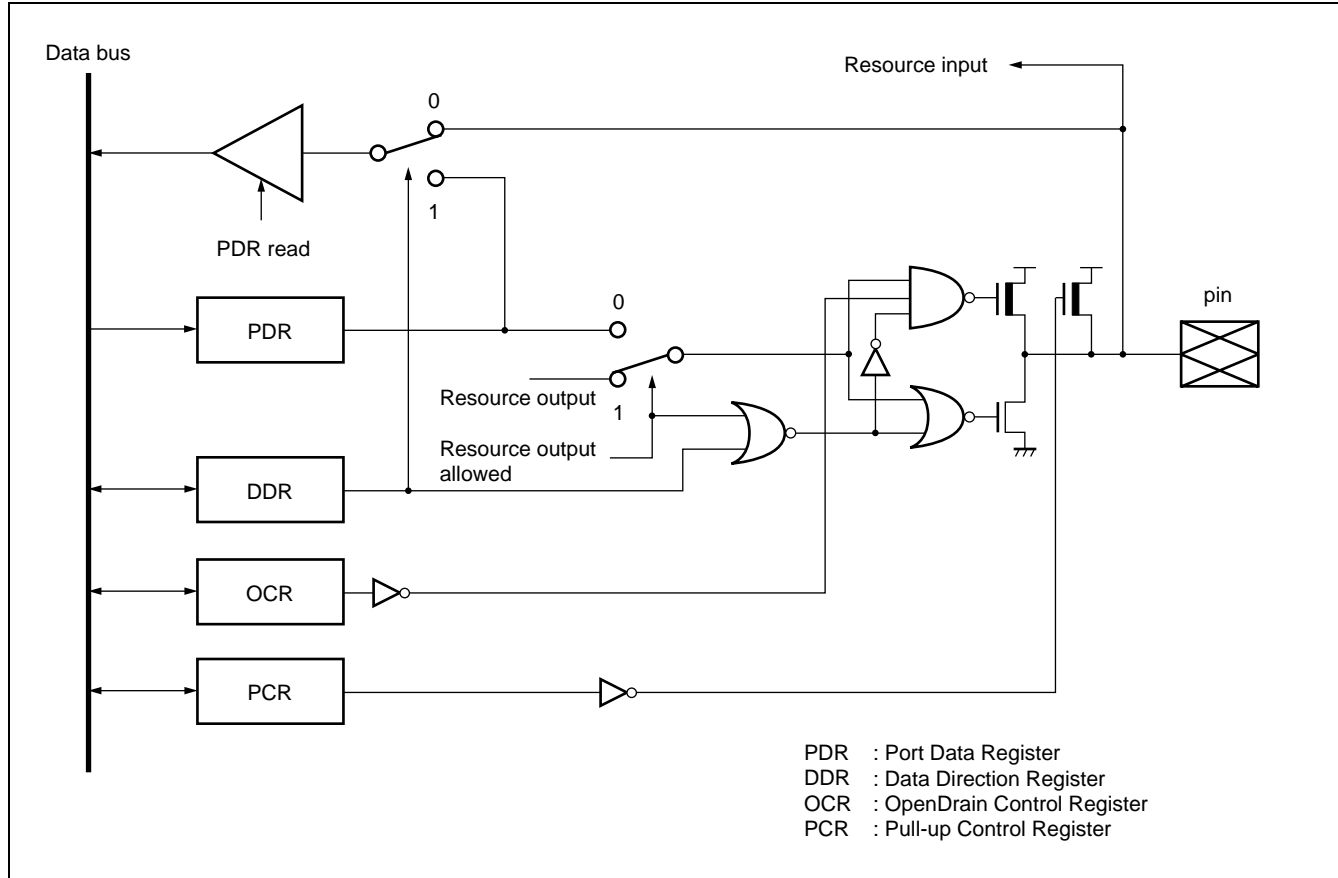 Data bus
Resource input
0
1
PDR read
0
pin
PDR
Resource output
1
Resource output
allowed
DDR
OCR
PCR
PDR : Port Data Register
DDR : Data Direction Register
OCR : OpenDrain Control Register
PCR : Pull-up Control Register